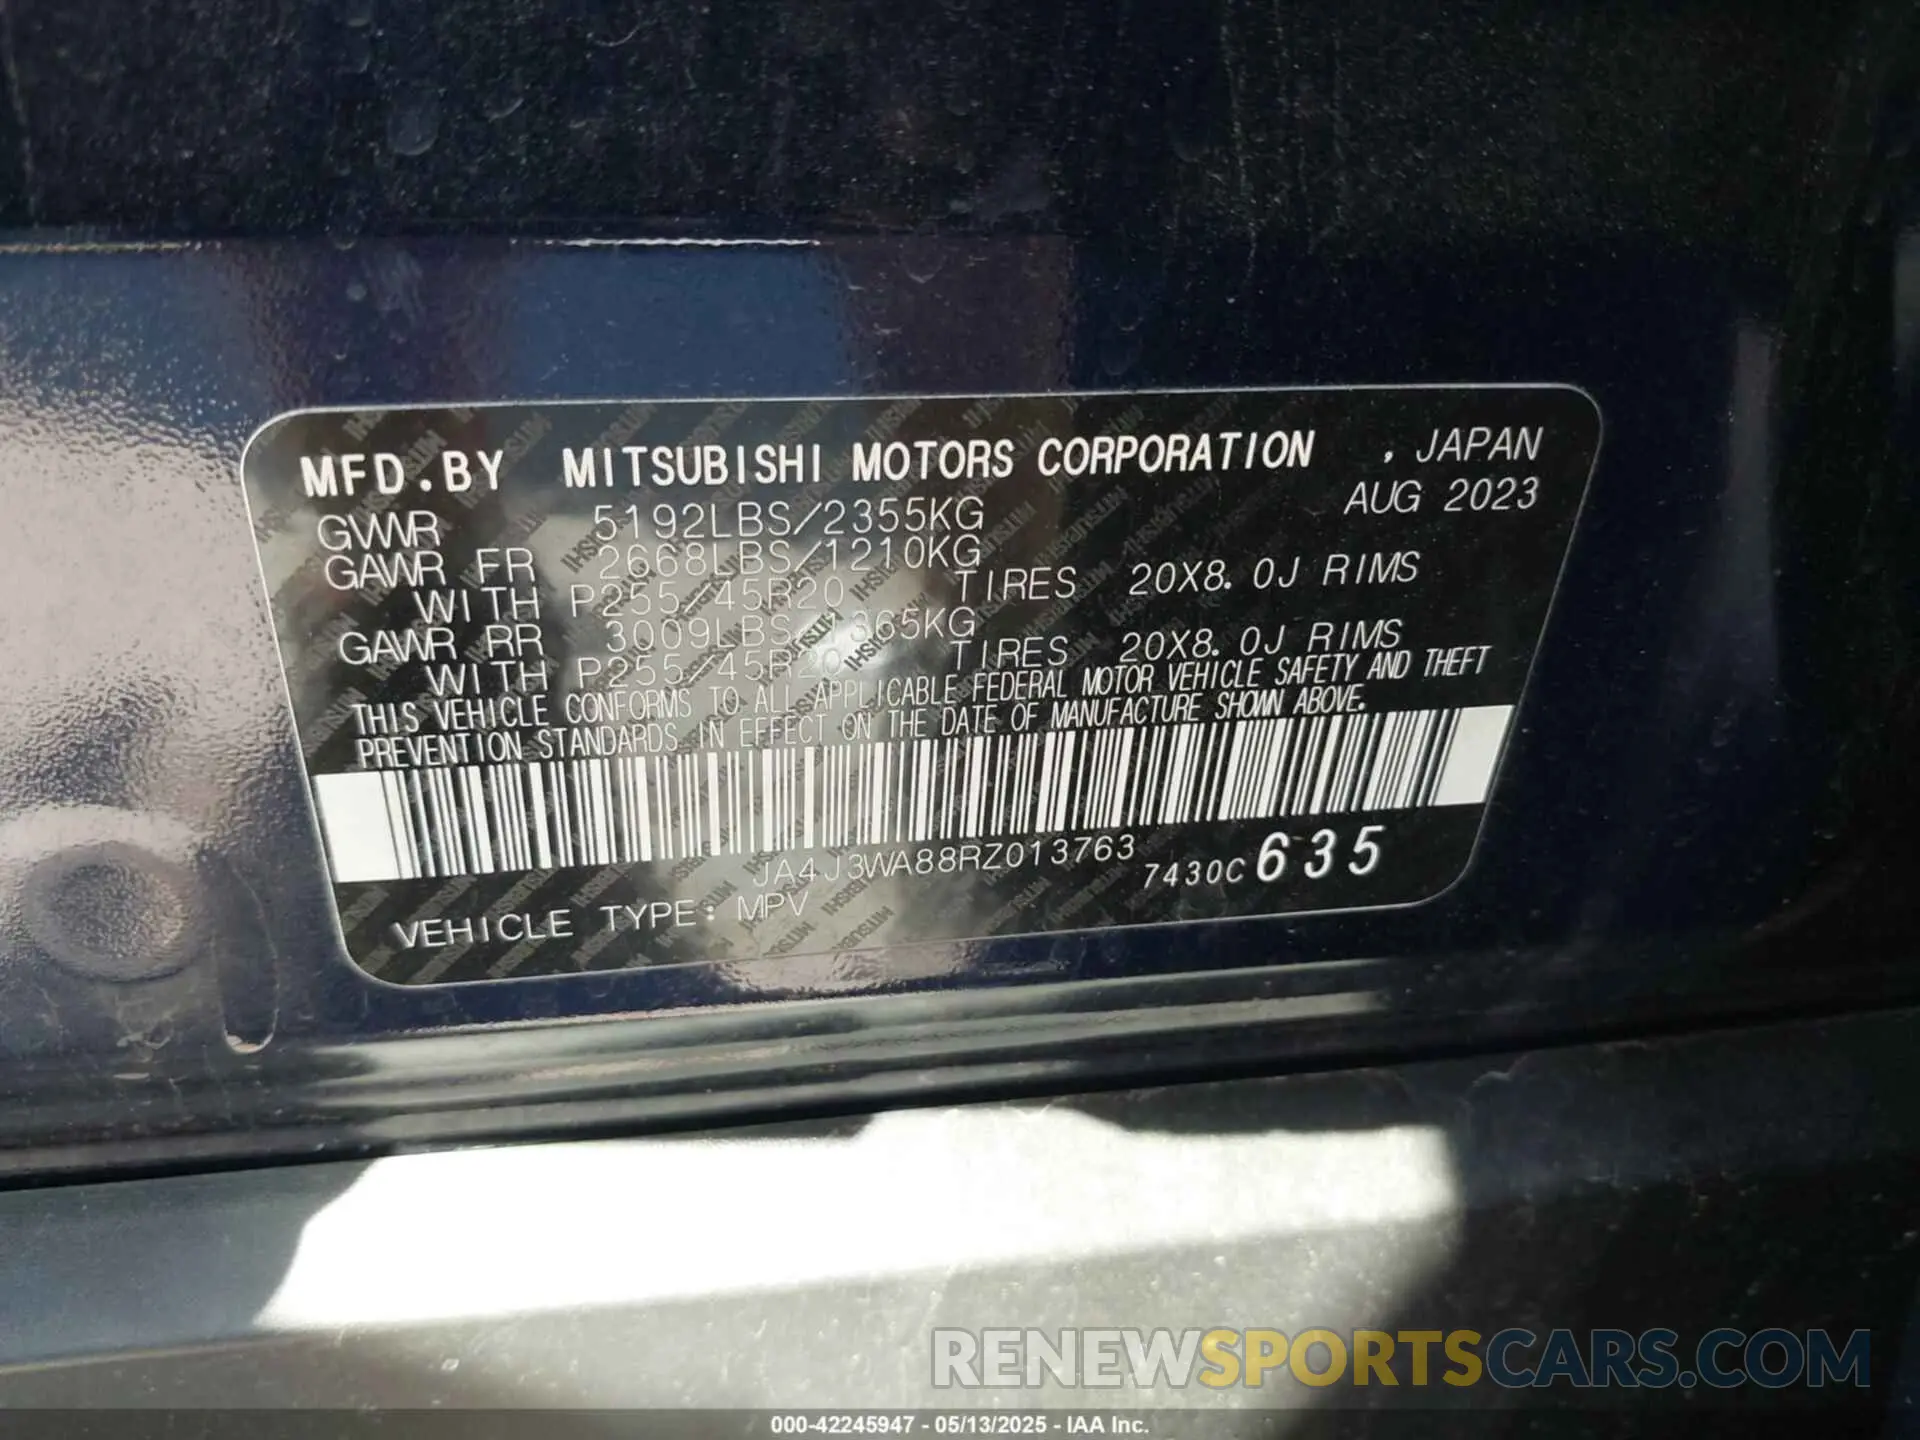 MFD.BY MITSUBISHI MOTORS CORPORATION , JAPAN
AUG 2023
GVWR 5192LBS/2355KG
GAWR FR 2668LBS/1210KG
WITH P255/45R20 TIRES 20X8.0J RIMS
GAWR RR 3009LBS/1365KG
WITH P255/45R20 TIRES 20X8.0J RIMS
THIS VEHICLE CONFORMS TO ALL APPLICABLE FEDERAL MOTOR VEHICLE SAFETY AND THEFT
PREVENTION STANDARDS IN EFFECT ON THE DATE OF MANUFACTURE SHOWN ABOVE.
JA4J3WA88RZ013763
7430C 635
VEHICLE TYPE: MPV
RENEWSPORTSCARS.COM
000-42245947 - 05/13/2025 - IAA Inc.